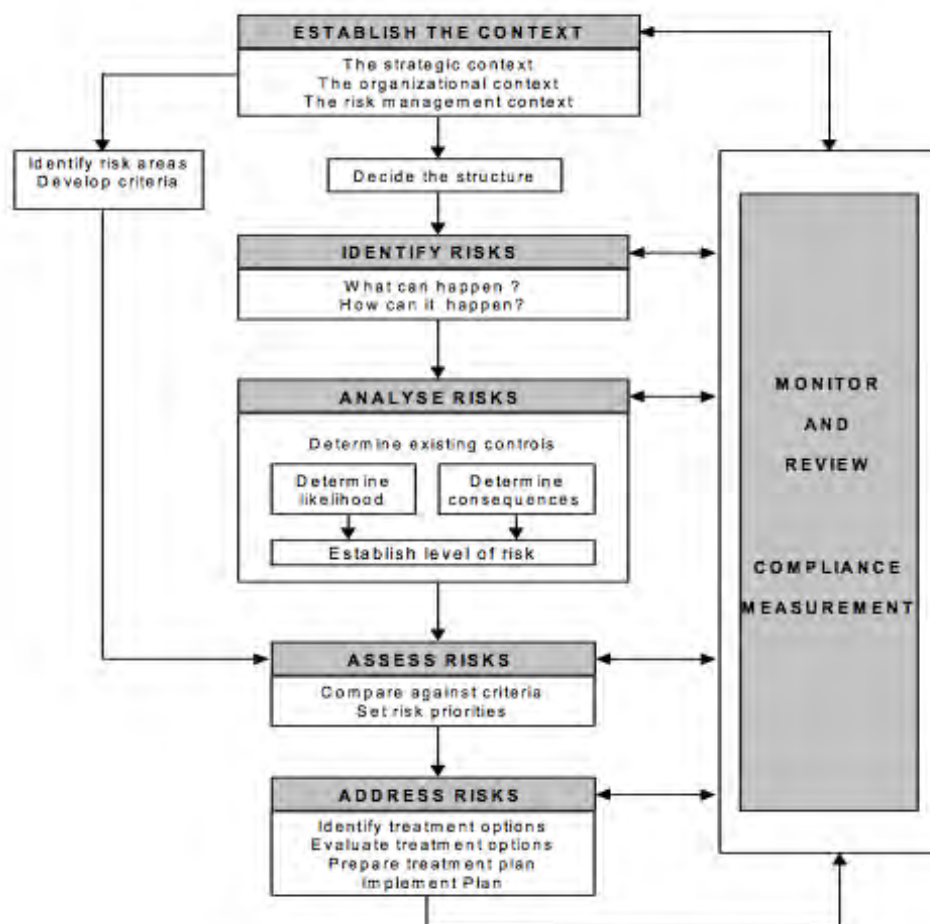 ESTABLISH THE CONTEXT
The strategic context
The organizational context
The risk management context
Identify risk areas
Develop criteria
Decide the structure
IDENTIFY RISKS
What can happen ?
How can it happen?
ANALYSE RISKS
Determine existing controls
Determine
likelihood
Determine
consequences
Establish level of risk
ASSESS RISKS
Compare against criteria
Set risk priorities
ADDRESS RISKS
Identify treatment options
Evaluate treatment options
Prepare treatment plan
Implement Plan
MONITOR
AND
REVIEW
COMPLIANCE
MEASUREMENT